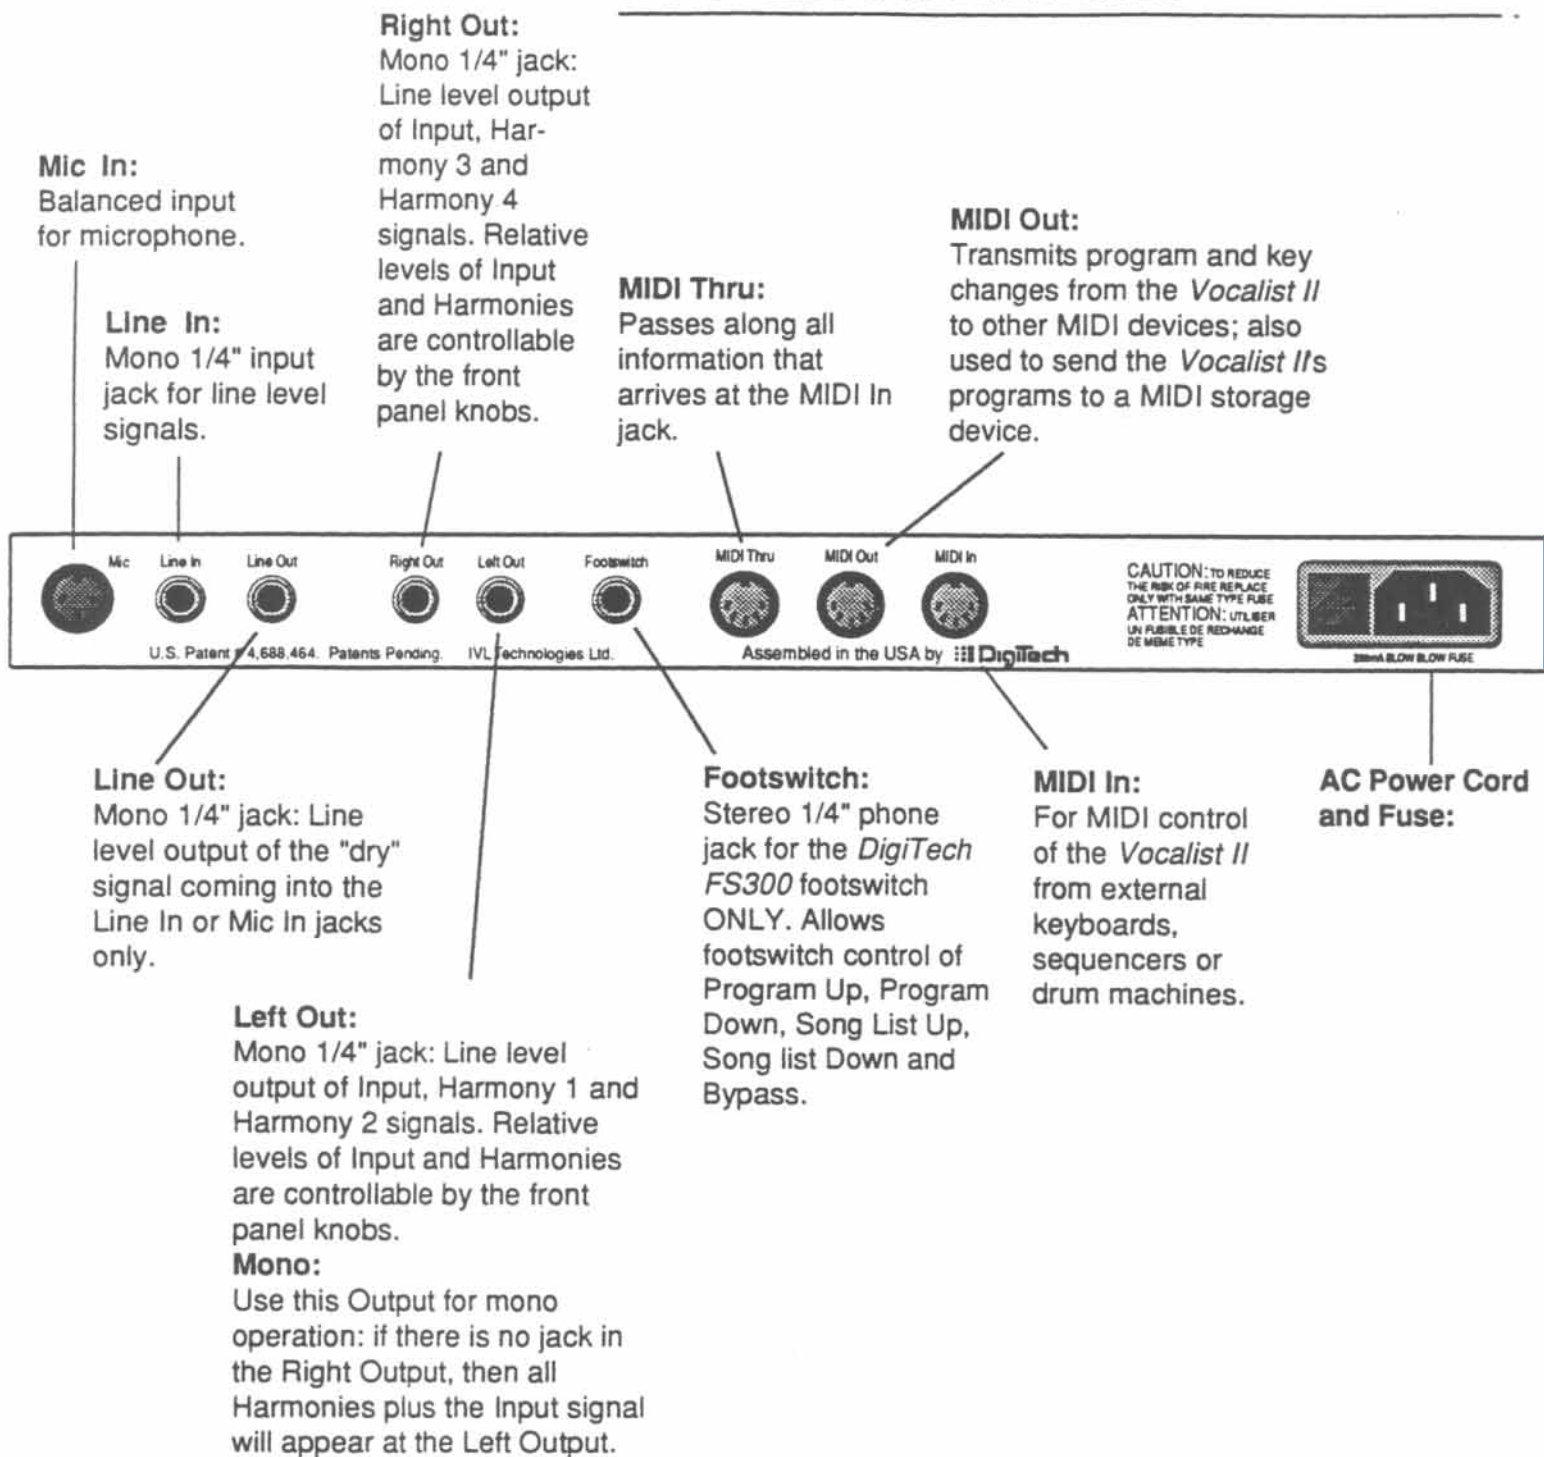 Right Out:
Mono 1/4" jack:
Line level output
of Input, Har-
mony 3 and
Harmony 4
signals. Relative
levels of Input
and Harmonies
are controllable
by the front
panel knobs.
Mic In:
Balanced input
for microphone.
Line In:
Mono 1/4" input
jack for line level
signals.
MIDI Thru:
Passes along all
information that
arrives at the MIDI In
jack.
MIDI Out:
Transmits program and key
changes from the Vocalist II
to other MIDI devices; also
used to send the Vocalist II's
programs to a MIDI storage
device.
Mic
Line In
Line Out
Right Out
Left Out
Footswitch
MIDI Thru
MIDI Out
MIDI In
CAUTION: TO REDUCE
THE RISK OF FIRE REPLACE
ONLY WITH SAME TYPE FUSE
ATTENTION: UTILISER
UN FUSIBLE DE RECHANGE
DE MEME TYPE
U.S. Patent # 4,688,464. Patents Pending. IVL Technologies Ltd.
Assembled in the USA by DigiTech
BLOW BLOW FUSE
Line Out:
Mono 1/4" jack: Line
level output of the "dry"
signal coming into the
Line In or Mic In jacks
only.
Left Out:
Mono 1/4" jack: Line level
output of Input, Harmony 1 and
Harmony 2 signals. Relative
levels of Input and Harmonies
are controllable by the front
panel knobs.
Mono:
Use this Output for mono
operation: if there is no jack in
the Right Output, then all
Harmonies plus the Input signal
will appear at the Left Output.
Footswitch:
Stereo 1/4" phone
jack for the DigiTech
FS300 footswitch
ONLY. Allows
footswitch control of
Program Up, Program
Down, Song List Up,
Song list Down and
Bypass.
MIDI In:
For MIDI control
of the Vocalist II
from external
keyboards,
sequencers or
drum machines.
AC Power Cord
and Fuse: